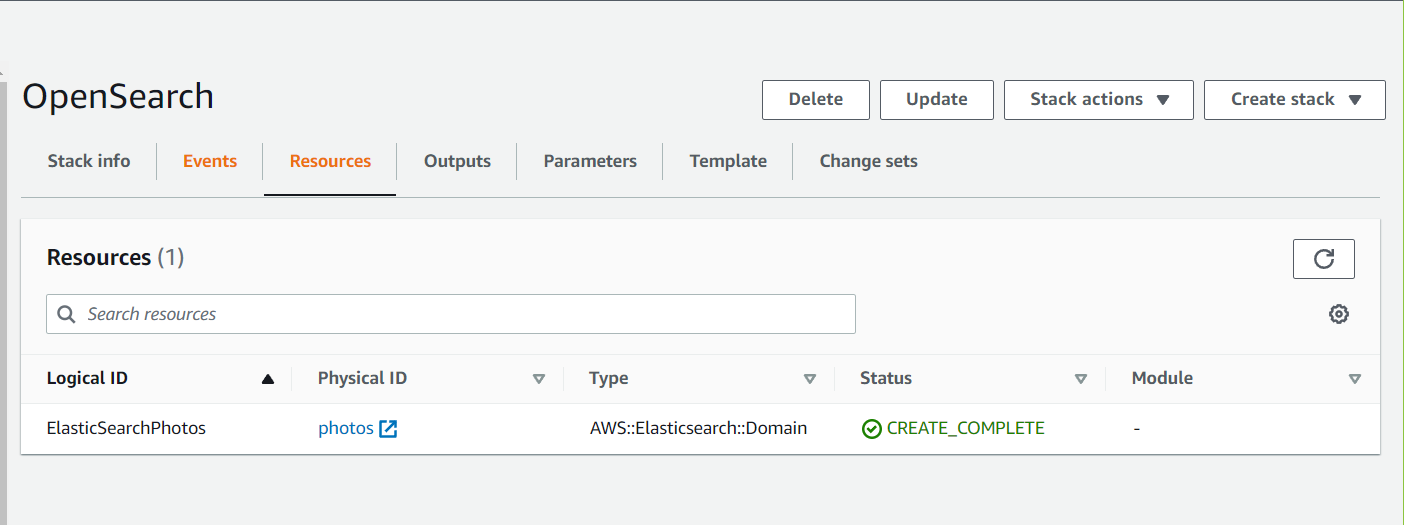 OpenSearch
Delete
Update
Stack actions
Create stack
Stack info
Events
Resources
Outputs
Parameters
Template
Change sets
Resources (1)
Search resources
Logical ID
Physical ID
Type
Status
Module
ElasticSearchPhotos
photos
AWS::Elasticsearch::Domain
CREATE_COMPLETE
-